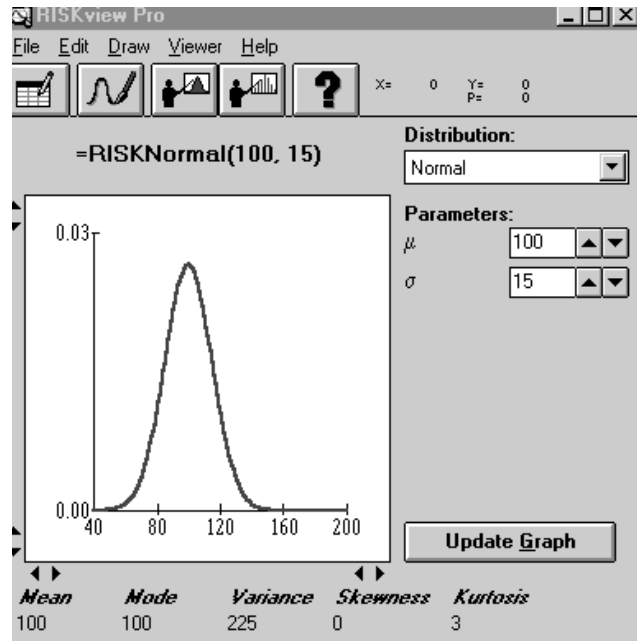 RISKview Pro
File Edit Draw Viewer Help
? X= 0 Y= 0
P= 0
=RISKNormal(100, 15)
Distribution:
Normal
Parameters:
μ 100
σ 15
0.03
0.00
40 80 120 160 200
Update Graph
Mean Mode Variance Skewness Kurtosis
100 100 225 0 3